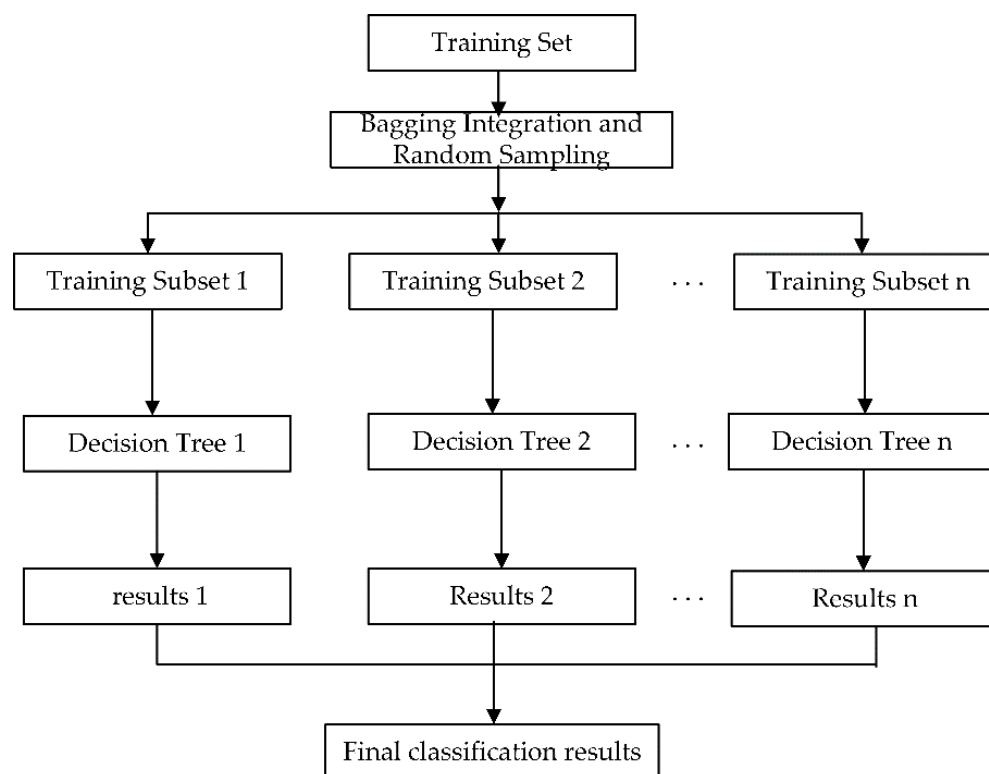 Training Set
Bagging Integration and
Random Sampling
Training Subset 1
Training Subset 2
. . .
Training Subset n
Decision Tree 1
Decision Tree 2
. . .
Decision Tree n
results 1
Results 2
. . .
Results n
Final classification results